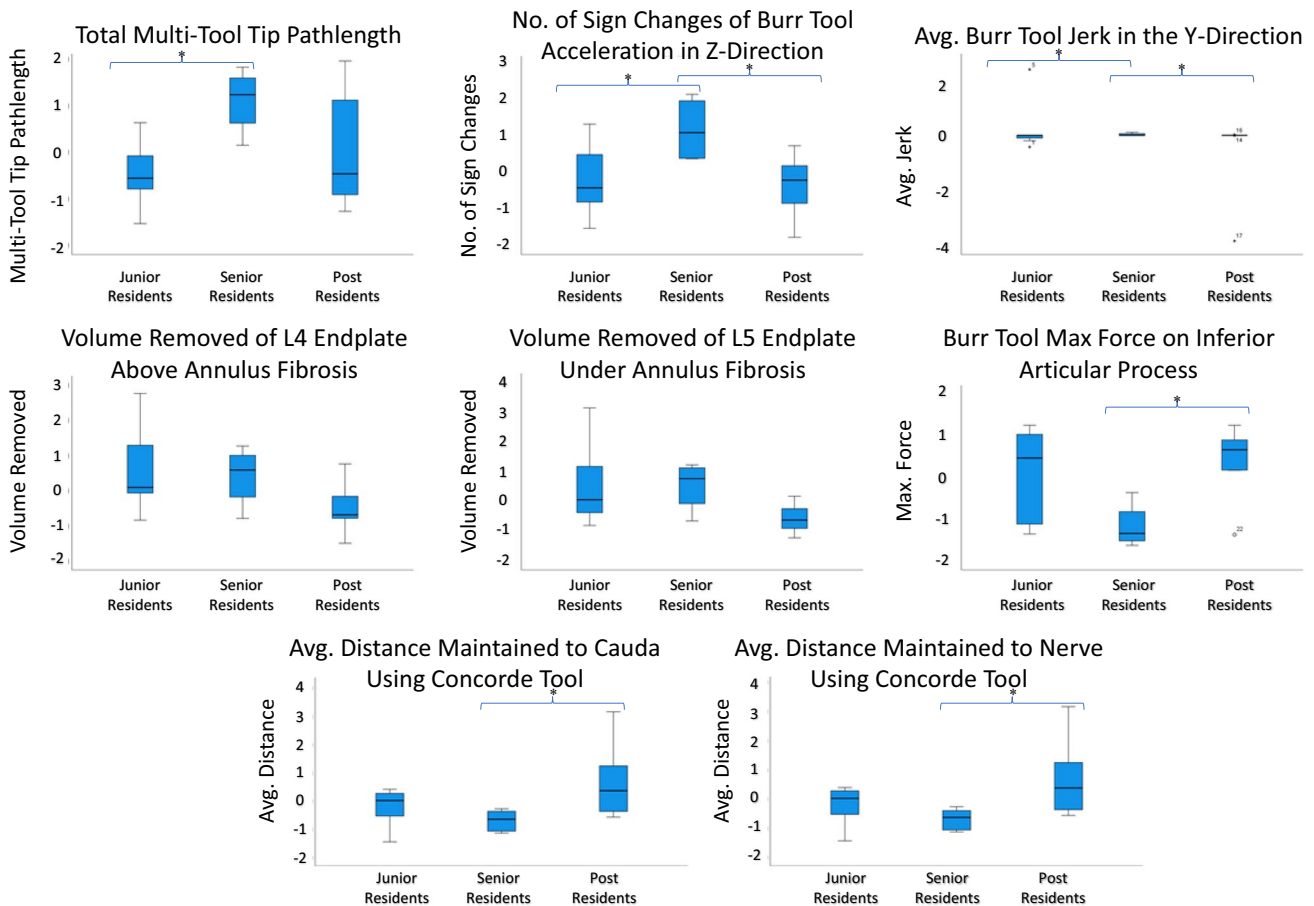 Total Multi-Tool Tip Pathlength
Multi-Tool Tip Pathlength
2
1
0
-1
-2
*
Junior
Residents
Senior
Residents
Post
Residents
No. of Sign Changes of Burr Tool
Acceleration in Z-Direction
No. of Sign Changes
3
2
1
0
-1
-2
*
*
Junior
Residents
Senior
Residents
Post
Residents
Avg. Burr Tool Jerk in the Y-Direction
Avg. Jerk
2
0
-2
-4
*
*
5
16
14
17
Junior
Residents
Senior
Residents
Post
Residents
Volume Removed of L4 Endplate
Above Annulus Fibrosis
Volume Removed
3
2
1
0
-1
-2
Junior
Residents
Senior
Residents
Post
Residents
Volume Removed of L5 Endplate
Under Annulus Fibrosis
Volume Removed
4
3
2
1
0
-1
-2
Junior
Residents
Senior
Residents
Post
Residents
Burr Tool Max Force on Inferior
Articular Process
Max. Force
2
1
0
-1
-2
*
22
Junior
Residents
Senior
Residents
Post
Residents
Avg. Distance Maintained to Cauda
Using Concorde Tool
Avg. Distance
4
3
2
1
0
-1
-2
*
Junior
Residents
Senior
Residents
Post
Residents
Avg. Distance Maintained to Nerve
Using Concorde Tool
Avg. Distance
4
3
2
1
0
-1
-2
*
Junior
Residents
Senior
Residents
Post
Residents